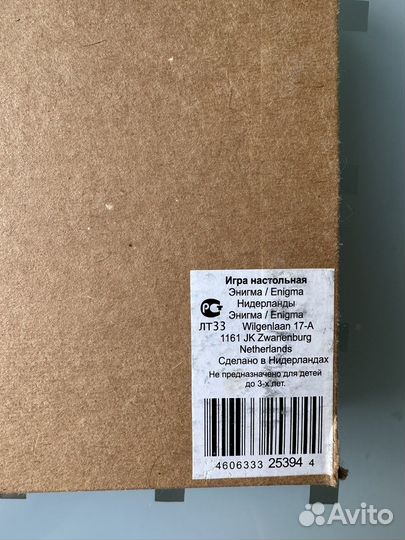 Игра настольная
Энигма / Enigma
Нидерланды
Энигма / Enigma
РС
ЛТ33 Wilgenlaan 17-A
1161 JK Zwanenburg
Netherlands
Сделано в Нидерландах
Не предназначено для детей
до 3-х лет.
4606333 25394 4
Avito